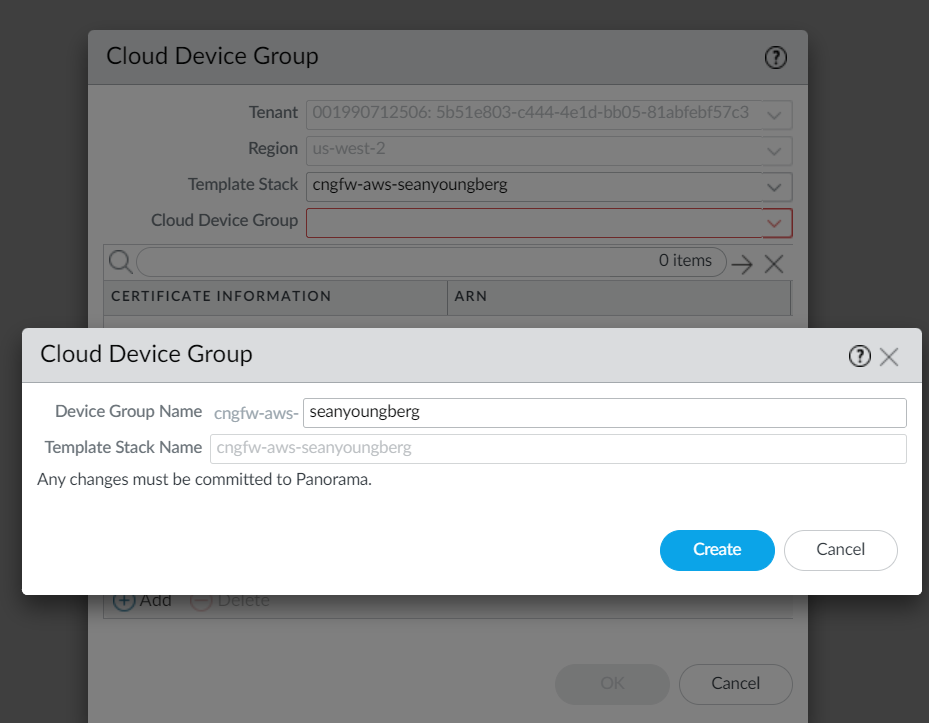 Cloud Device Group
Tenant 001990712506: 5b51e803-c444-4e1d-bb05-81abfebf57c3
Region us-west-2
Template Stack cngfw-aws-seanyoungberg
Cloud Device Group
0 items
CERTIFICATE INFORMATION ARN
Cloud Device Group
Device Group Name cngfw-aws- seanyoungberg
Template Stack Name cngfw-aws-seanyoungberg
Any changes must be committed to Panorama.
Create Cancel
Add Delete
OK Cancel